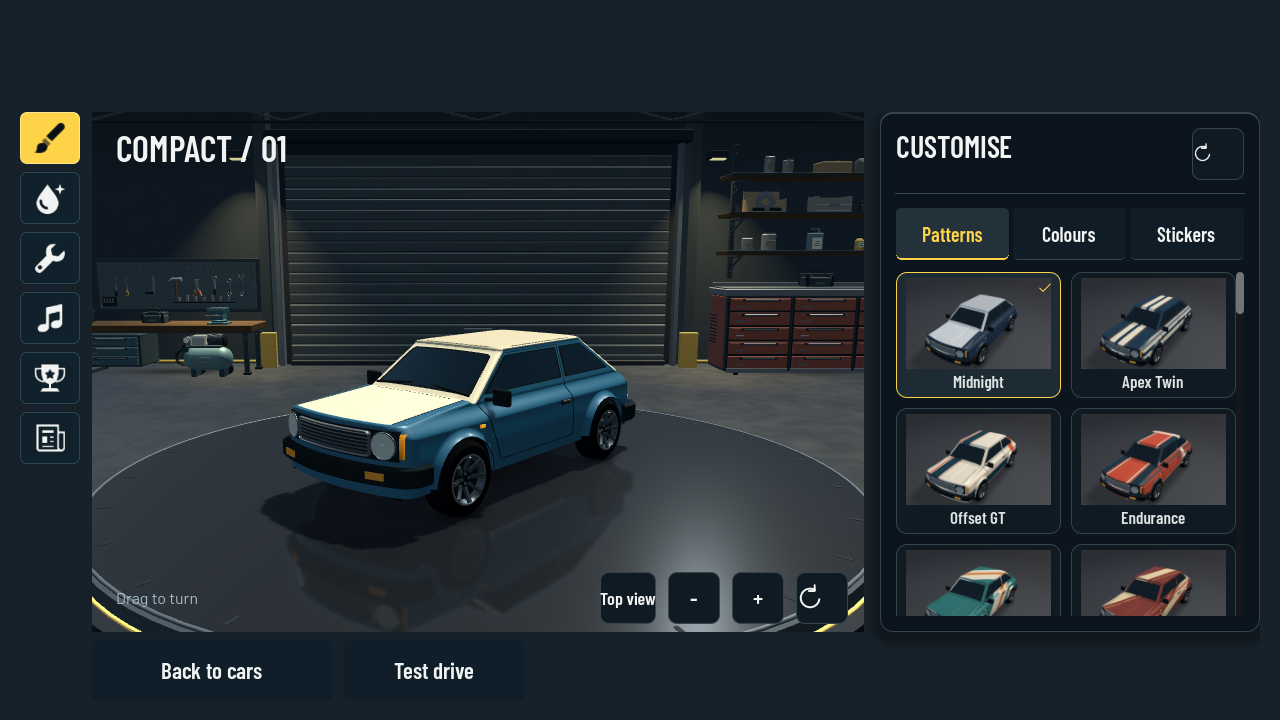 COMPACT / 01
CUSTOMISE
Patterns
Colours
Stickers
Midnight
Apex Twin
Offset GT
Endurance
Drag to turn
Top view
-
+
Back to cars
Test drive